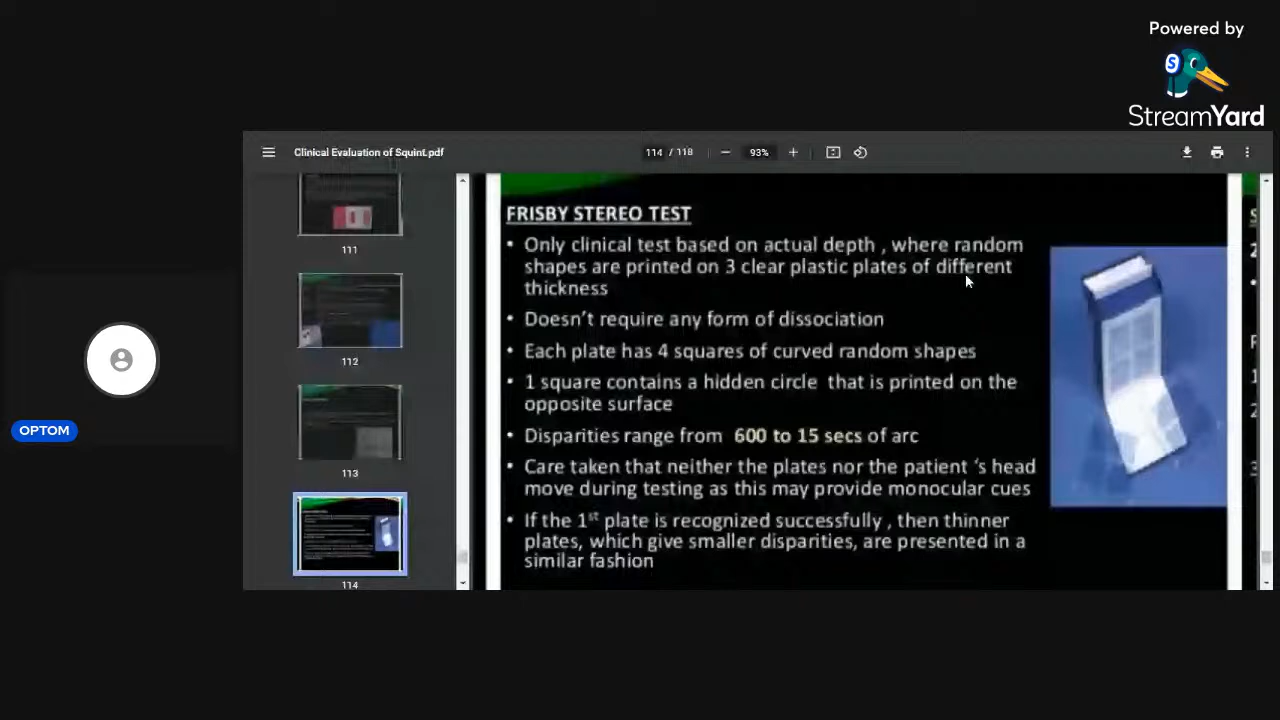 Powered by
StreamYard
Clinical Evaluation of Squint.pdf
114 / 118
93%
111
112
113
114
OPTOM
FRISBY STEREO TEST
• Only clinical test based on actual depth , where random
shapes are printed on 3 clear plastic plates of different
thickness
• Doesn't require any form of dissociation
• Each plate has 4 squares of curved random shapes
• 1 square contains a hidden circle that is printed on the
opposite surface
• Disparities range from 600 to 15 secs of arc
• Care taken that neither the plates nor the patient 's head
move during testing as this may provide monocular cues
• If the 1st plate is recognized successfully , then thinner
plates, which give smaller disparities, are presented in a
similar fashion